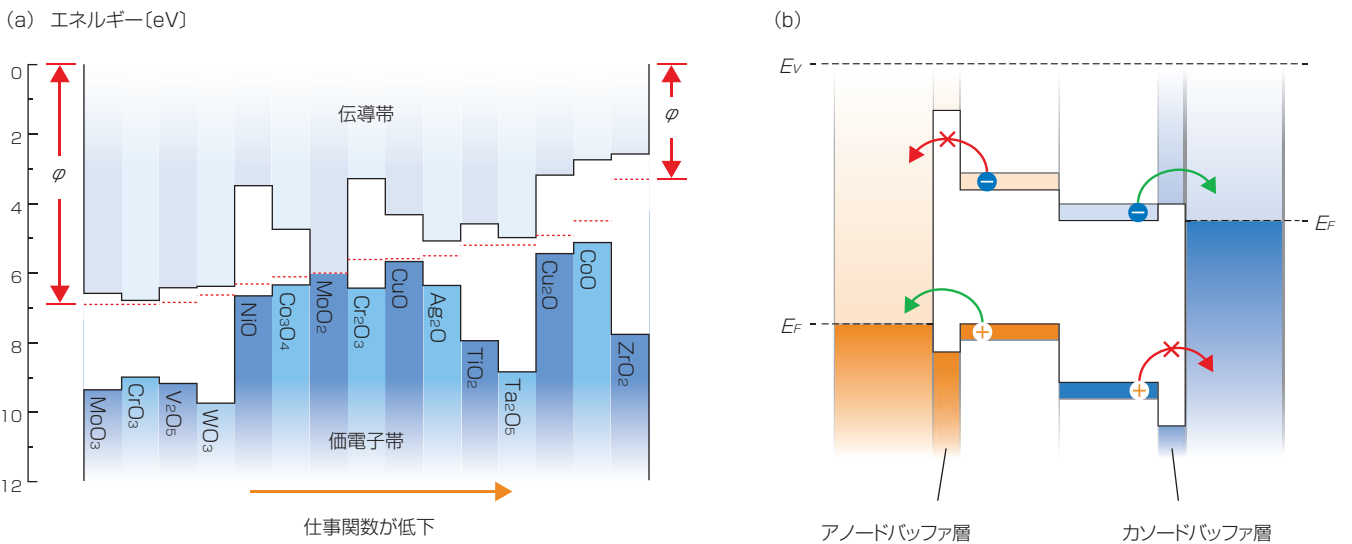 (a) エネルギー〔eV〕
0
2
4
6
8
10
12
φ
φ
伝導帯
MoO₃
CrO₃
V₂O₅
WO₃
NiO
Co₃O₄
MoO₂
Cr₂O₃
CuO
Ag₂O
TiO₂
Ta₂O₅
Cu₂O
CoO
ZrO₂
価電子帯
仕事関数が低下
(b)
EV
EF
EF
アノードバッファ層
カソードバッファ層